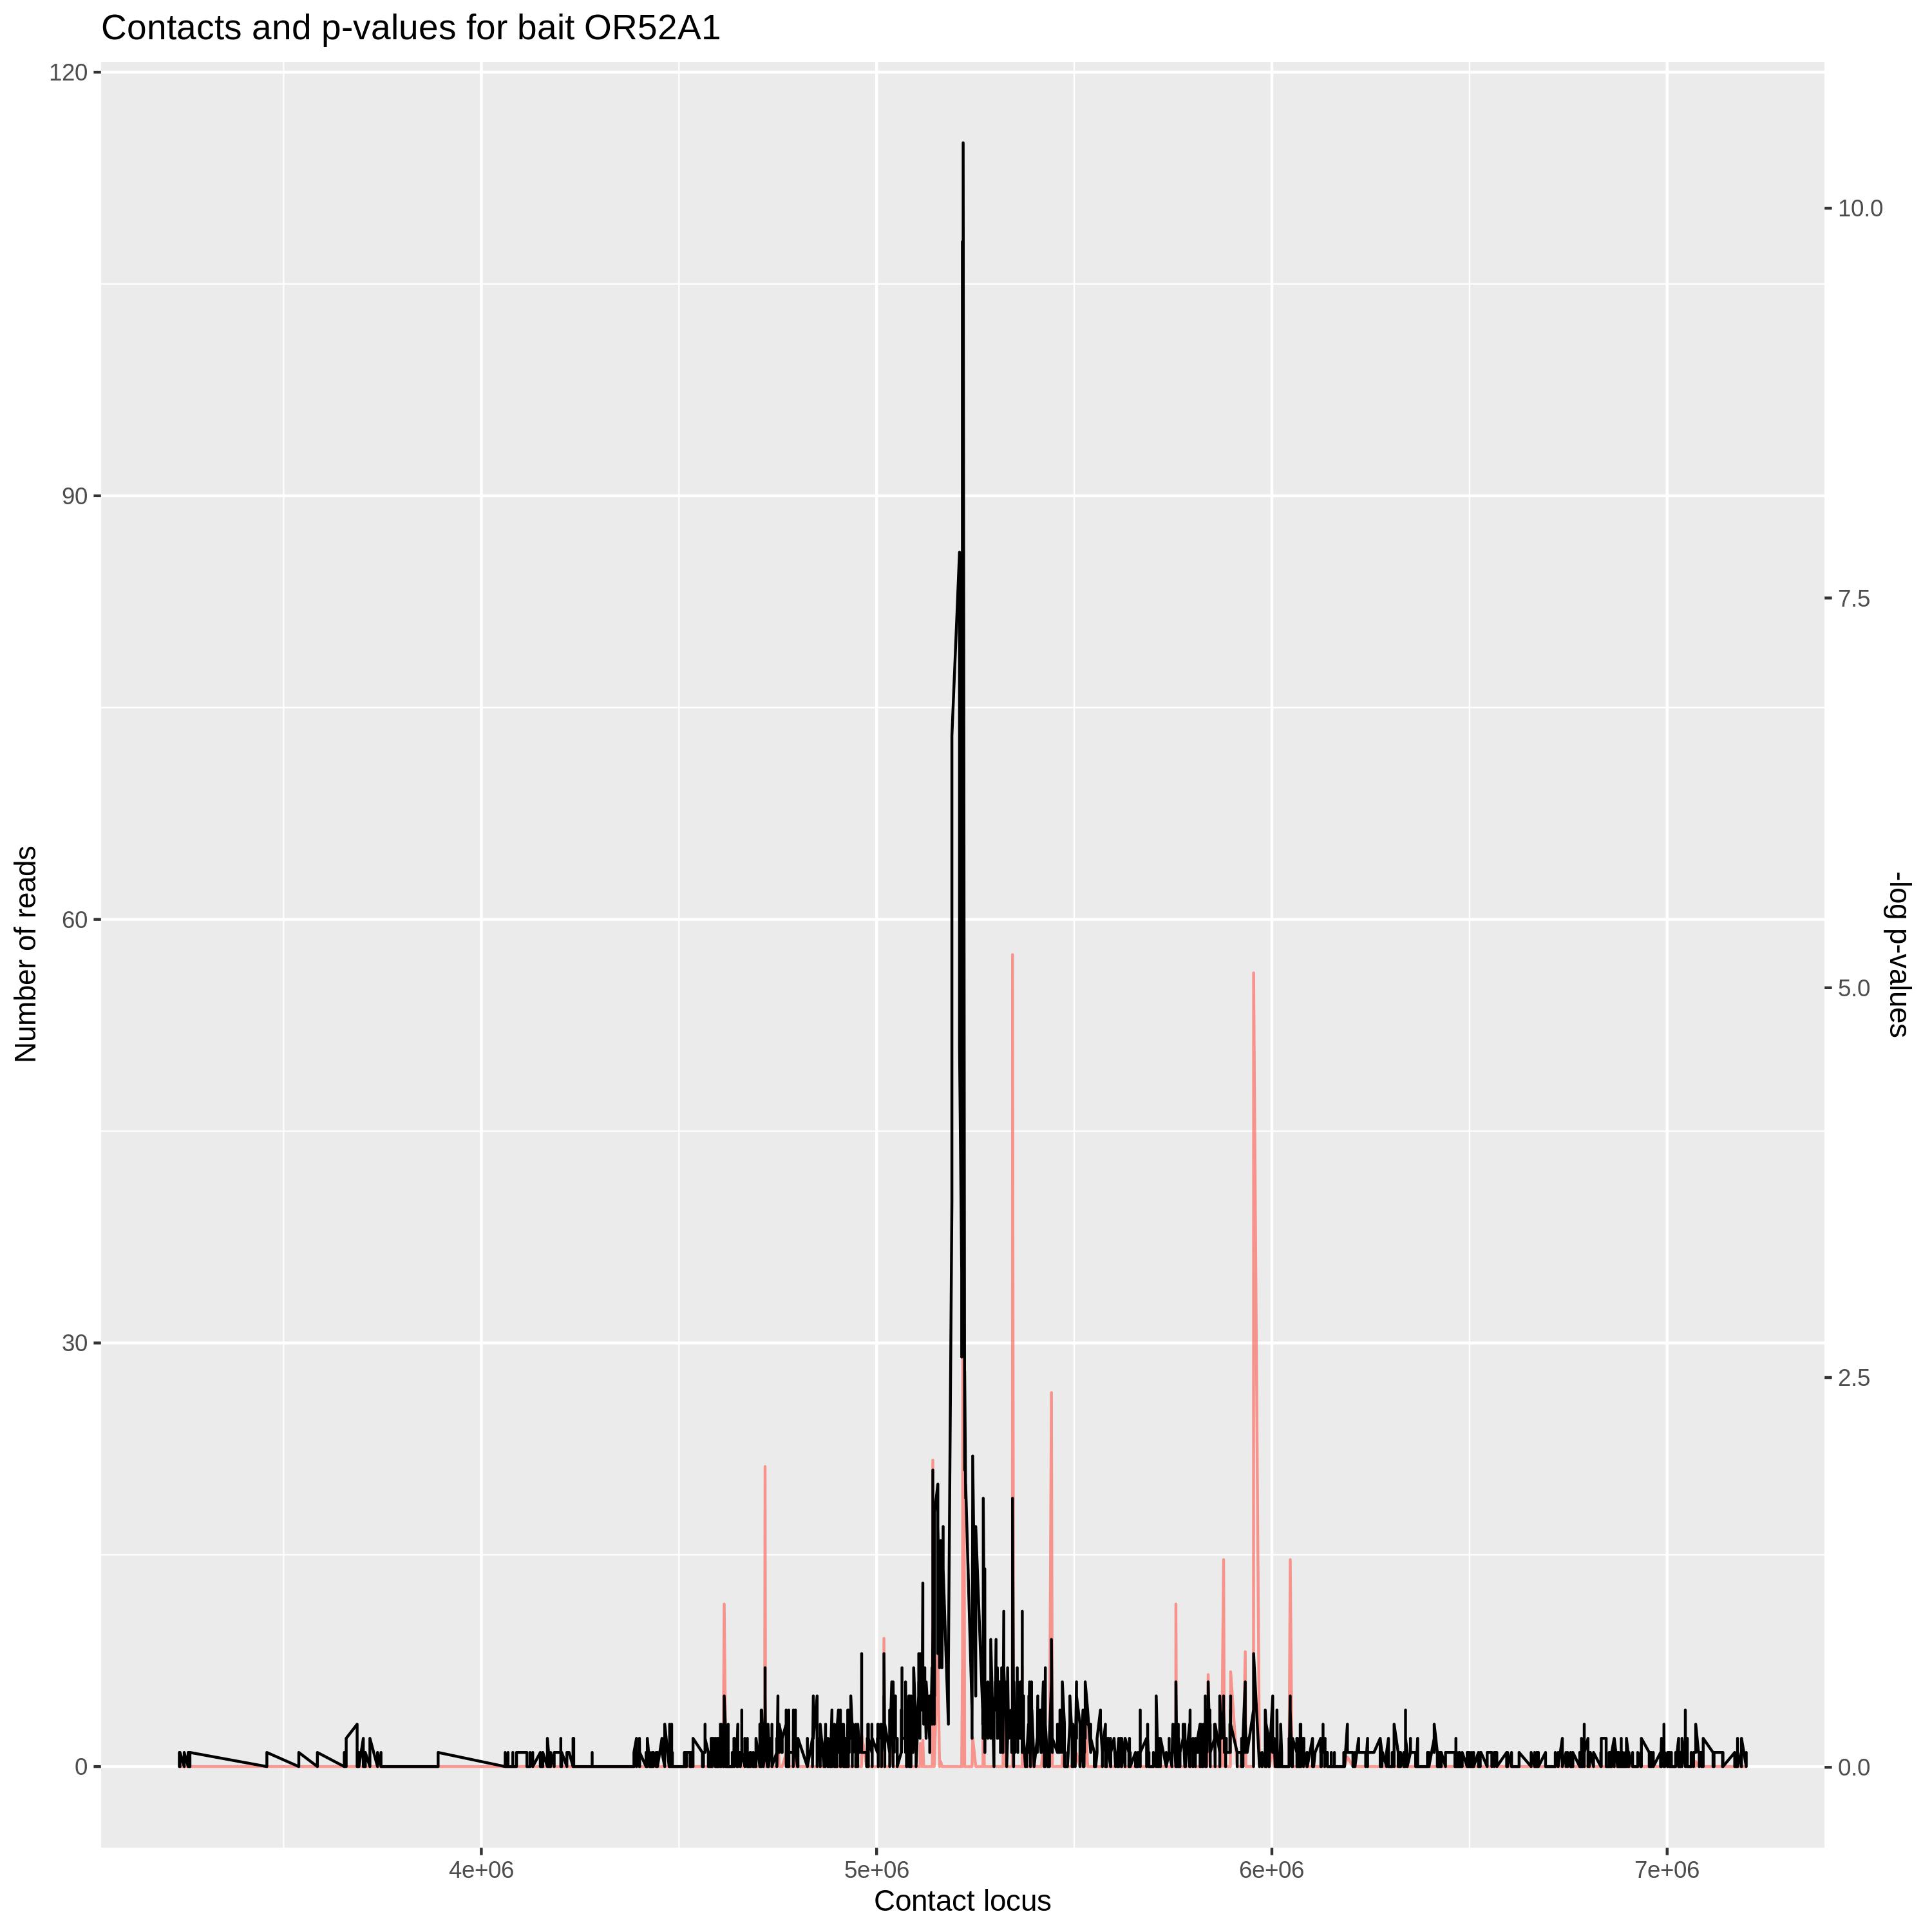 Contacts and p-values for bait OR52A1
120
90
60
30
0
Number of reads
10.0
7.5
5.0
2.5
0.0
-log p-values
4e+06
5e+06
6e+06
7e+06
Contact locus